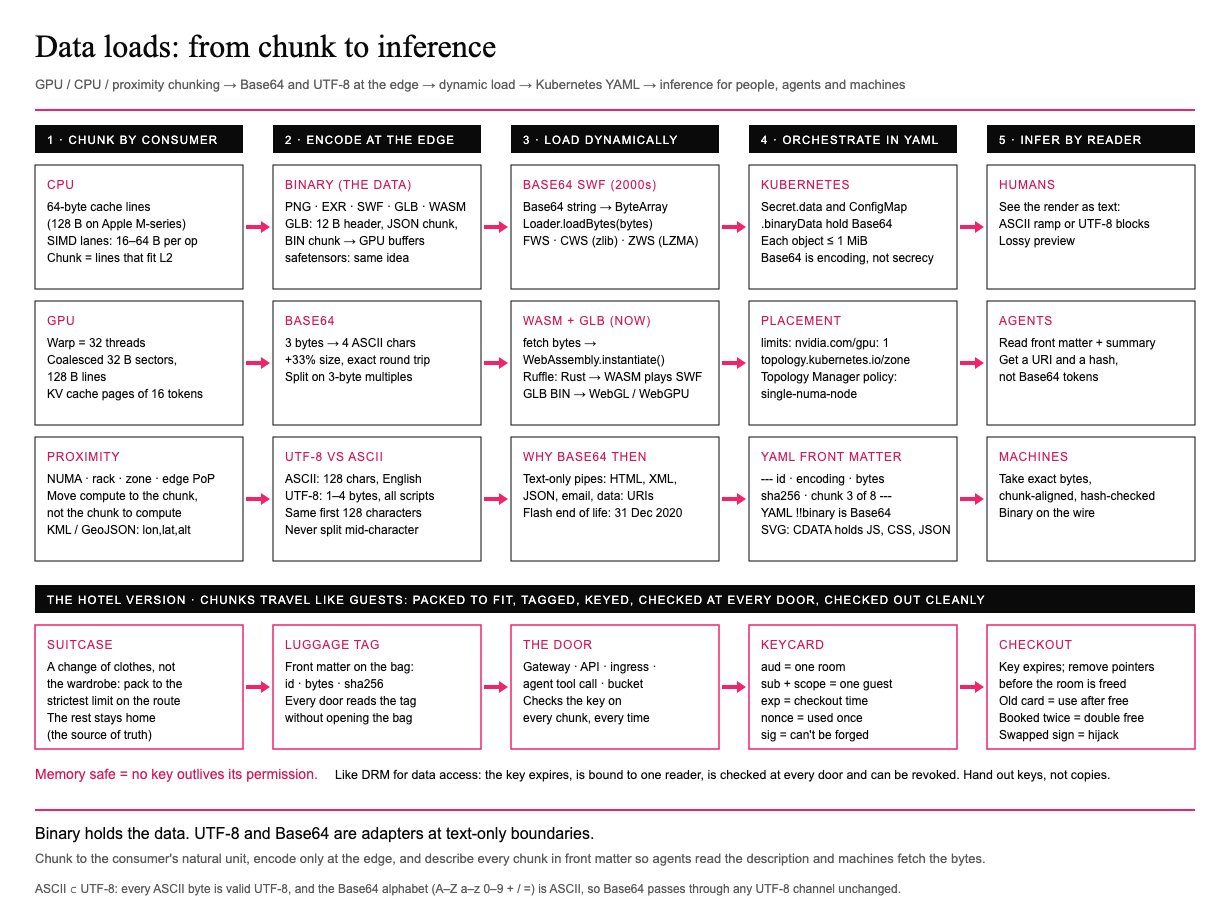 Data loads: from chunk to inference
GPU / CPU / proximity chunking → Base64 and UTF-8 at the edge → dynamic load → Kubernetes YAML → inference for people, agents and machines
1 · CHUNK BY CONSUMER
2 · ENCODE AT THE EDGE
3 · LOAD DYNAMICALLY
4 · ORCHESTRATE IN YAML
5 · INFER BY READER
CPU
64-byte cache lines
(128 B on Apple M-series)
SIMD lanes: 16–64 B per op
Chunk = lines that fit L2
BINARY (THE DATA)
PNG · EXR · SWF · GLB · WASM
GLB: 12 B header, JSON chunk,
BIN chunk → GPU buffers
safetensors: same idea
BASE64 SWF (2000s)
Base64 string → ByteArray
Loader.loadBytes(bytes)
FWS · CWS (zlib) · ZWS (LZMA)
KUBERNETES
Secret.data and ConfigMap
.binaryData hold Base64
Each object ≤ 1 MiB
Base64 is encoding, not secrecy
HUMANS
See the render as text:
ASCII ramp or UTF-8 blocks
Lossy preview
GPU
Warp = 32 threads
Coalesced 32 B sectors,
128 B lines
KV cache pages of 16 tokens
BASE64
3 bytes → 4 ASCII chars
+33% size, exact round trip
Split on 3-byte multiples
WASM + GLB (NOW)
fetch bytes →
WebAssembly.instantiate()
Ruffle: Rust → WASM plays SWF
GLB BIN → WebGL / WebGPU
PLACEMENT
limits: nvidia.com/gpu: 1
topology.kubernetes.io/zone
Topology Manager policy:
single-numa-node
AGENTS
Read front matter + summary
Get a URI and a hash,
not Base64 tokens
PROXIMITY
NUMA · rack · zone · edge PoP
Move compute to the chunk,
not the chunk to compute
KML / GeoJSON: lon,lat,alt
UTF-8 VS ASCII
ASCII: 128 chars, English
UTF-8: 1–4 bytes, all scripts
Same first 128 characters
Never split mid-character
WHY BASE64 THEN
Text-only pipes: HTML, XML,
JSON, email, data: URIs
Flash end of life: 31 Dec 2020
YAML FRONT MATTER
--- id · encoding · bytes
sha256 · chunk 3 of 8 ---
YAML !!binary is Base64
SVG: CDATA holds JS, CSS, JSON
MACHINES
Take exact bytes,
chunk-aligned, hash-checked
Binary on the wire
THE HOTEL VERSION · CHUNKS TRAVEL LIKE GUESTS: PACKED TO FIT, TAGGED, KEYED, CHECKED AT EVERY DOOR, CHECKED OUT CLEANLY
SUITCASE
A change of clothes, not
the wardrobe: pack to the
strictest limit on the route
The rest stays home
(the source of truth)
LUGGAGE TAG
Front matter on the bag:
id · bytes · sha256
Every door reads the tag
without opening the bag
THE DOOR
Gateway · API · ingress ·
agent tool call · bucket
Checks the key on
every chunk, every time
KEYCARD
aud = one room
sub + scope = one guest
exp = checkout time
nonce = used once
sig = can't be forged
CHECKOUT
Key expires; remove pointers
before the room is freed
Old card = use after free
Booked twice = double free
Swapped sign = hijack
Memory safe = no key outlives its permission. Like DRM for data access: the key expires, is bound to one reader, is checked at every door and can be revoked. Hand out keys, not copies.
Binary holds the data. UTF-8 and Base64 are adapters at text-only boundaries.
Chunk to the consumer's natural unit, encode only at the edge, and describe every chunk in front matter so agents read the description and machines fetch the bytes.
ASCII ⊂ UTF-8: every ASCII byte is valid UTF-8, and the Base64 alphabet (A–Z a–z 0–9 + / =) is ASCII, so Base64 passes through any UTF-8 channel unchanged.